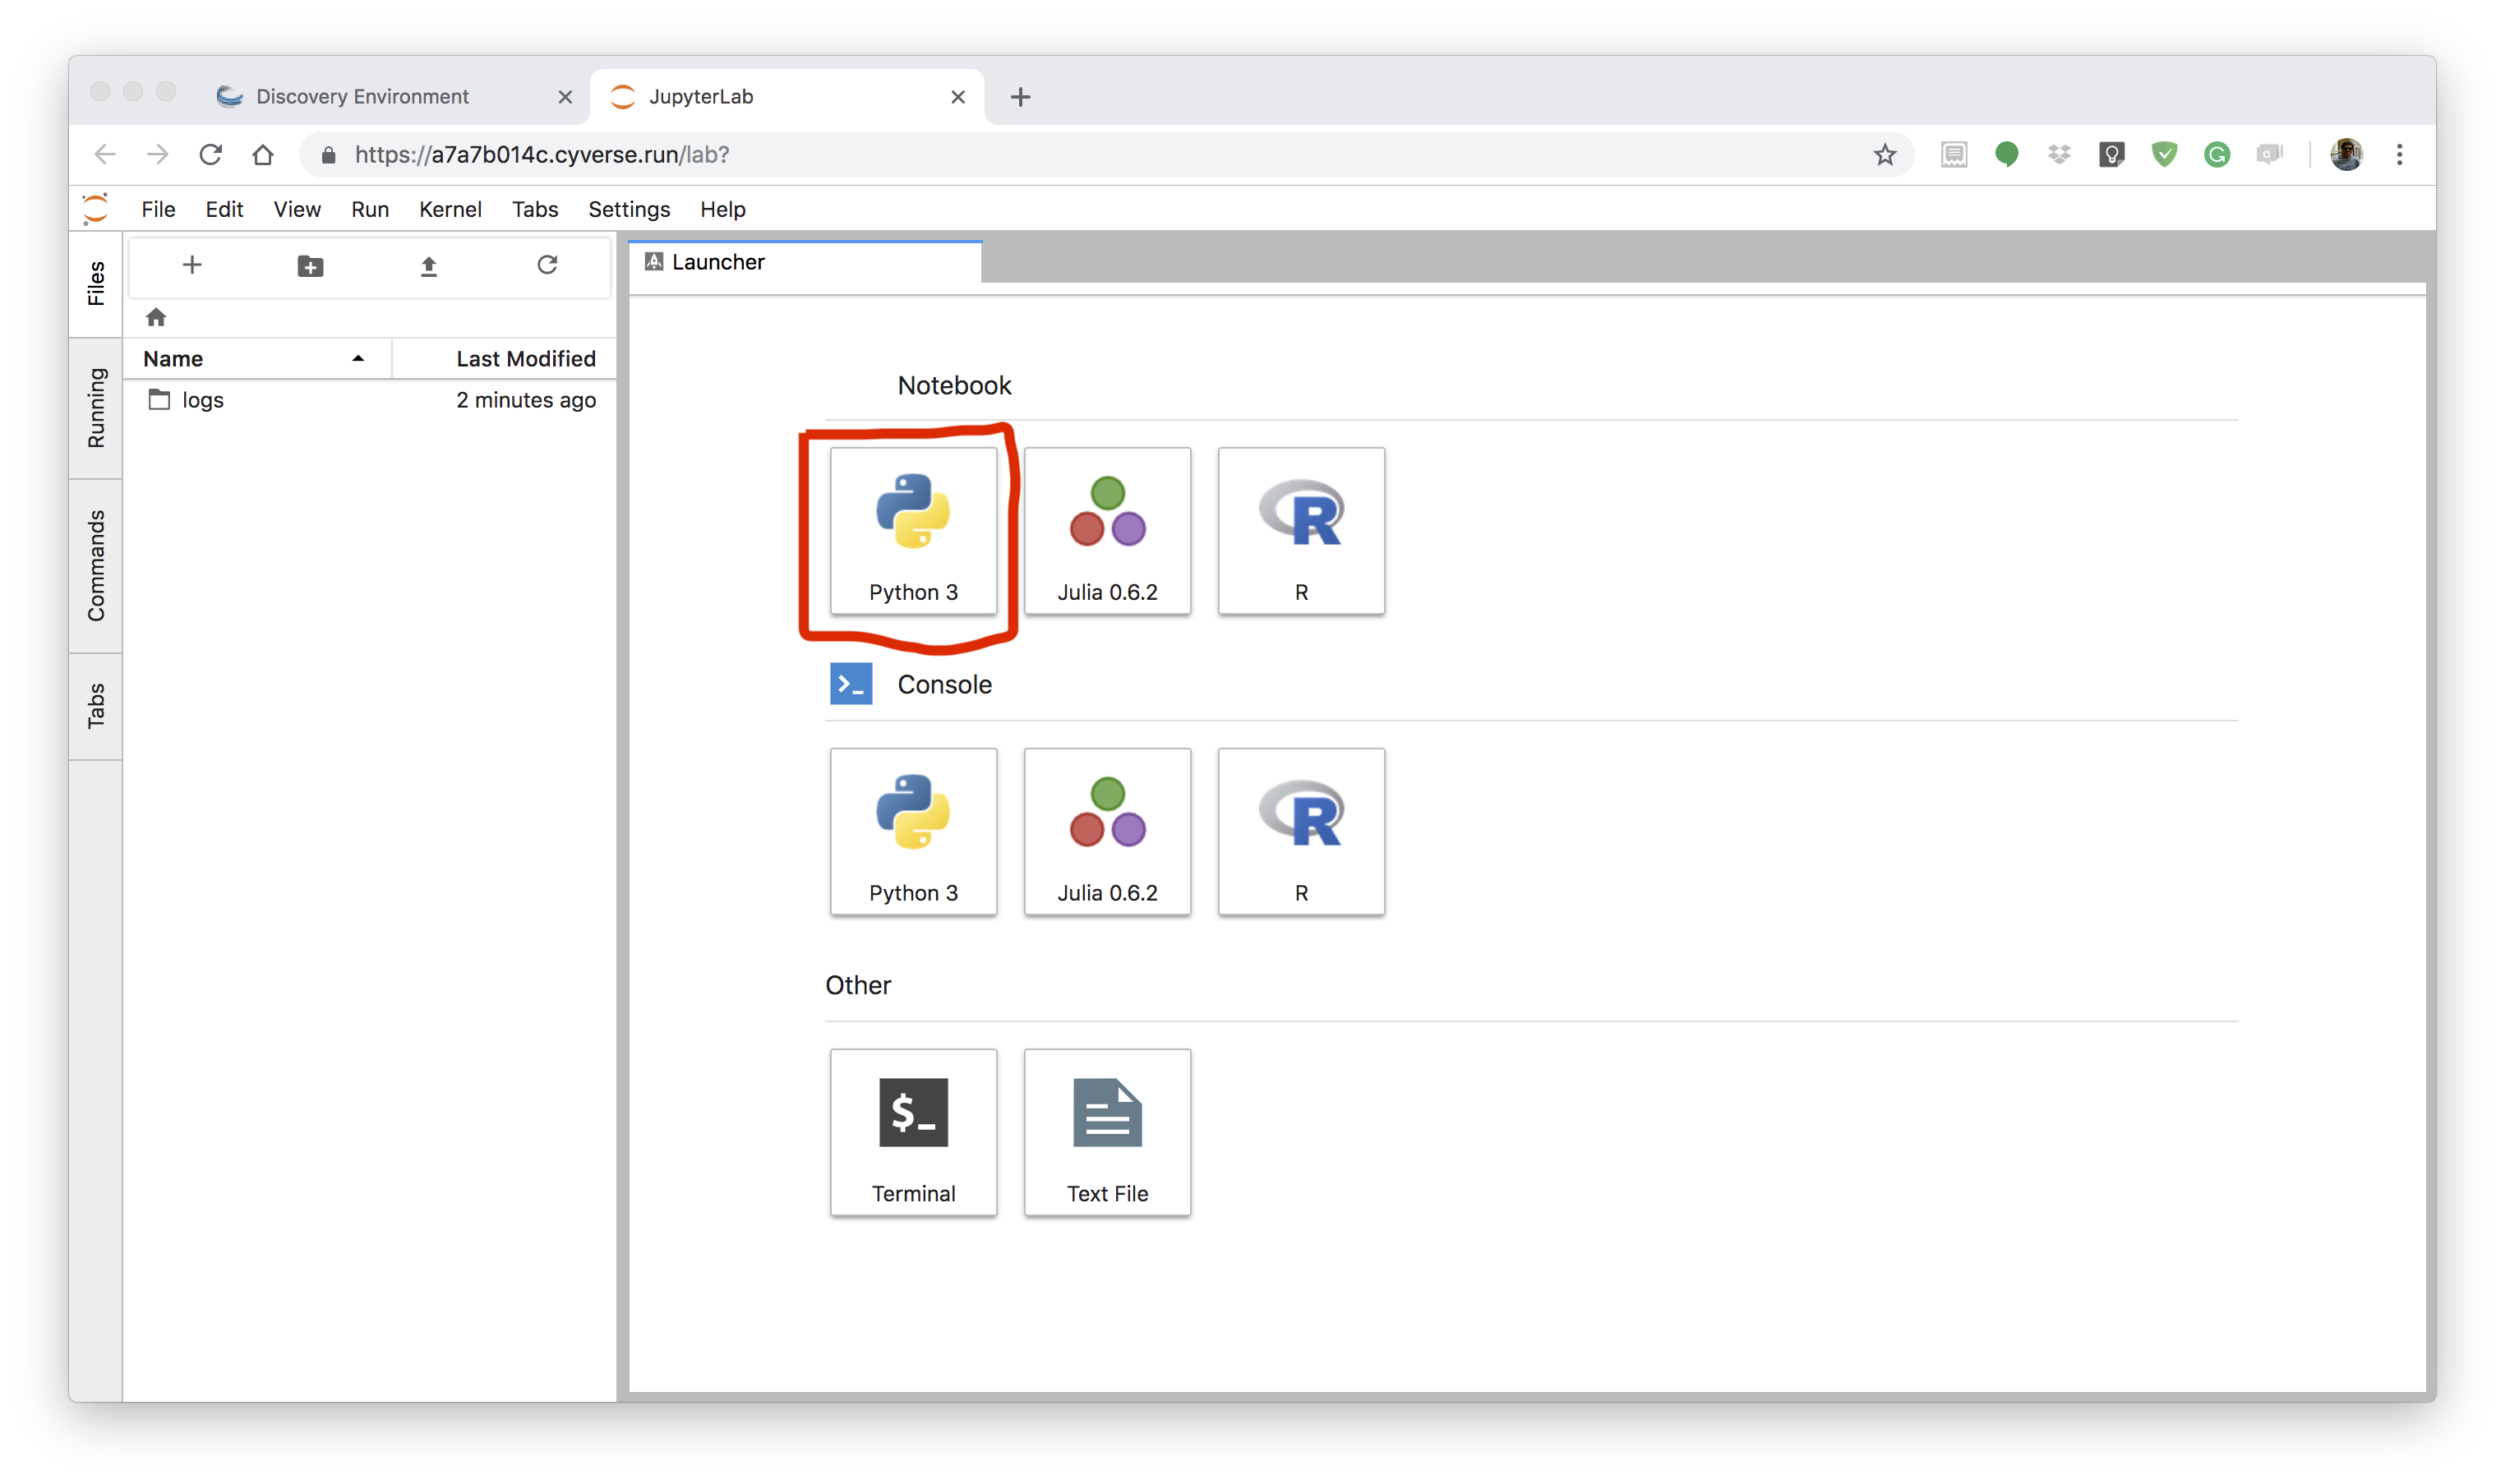 Discovery Environment
JupyterLab
https://a7a7b014c.cyverse.run/lab?
File Edit View Run Kernel Tabs Settings Help
Files
Running
Commands
Tabs
Name Last Modified
logs 2 minutes ago
Launcher
Notebook
Python 3
Julia 0.6.2
R
Console
Python 3
Julia 0.6.2
R
Other
$_
Terminal
Text File